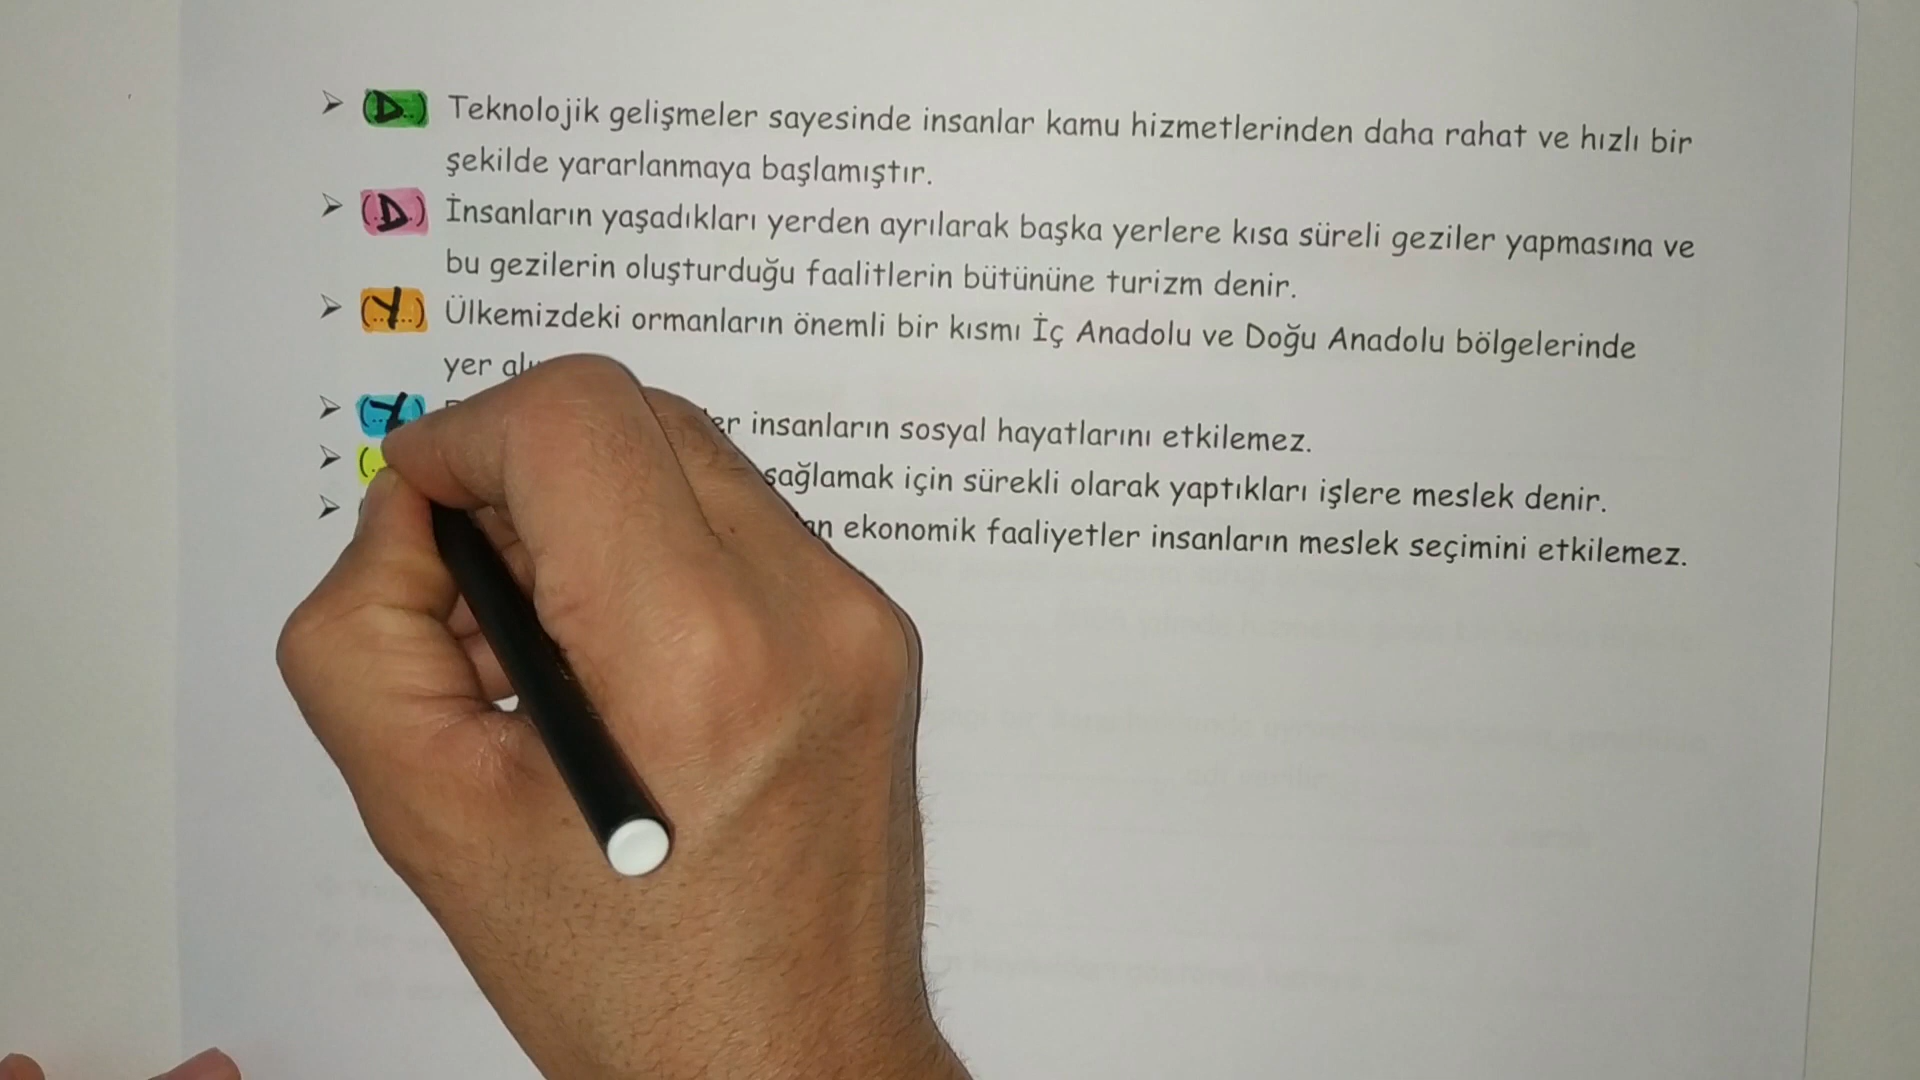 (D..) Teknolojik gelişmeler sayesinde insanlar kamu hizmetlerinden daha rahat ve hızlı bir
şekilde yararlanmaya başlamıştır.
(.D.) İnsanların yaşadıkları yerden ayrılarak başka yerlere kısa süreli geziler yapmasına ve
bu gezilerin oluşturduğu faalitlerin bütününe turizm denir.
(..Y..) Ülkemizdeki ormanların önemli bir kısmı İç Anadolu ve Doğu Anadolu bölgelerinde
yer
(..Y..) insanların sosyal hayatlarını etkilemez.
sağlamak için sürekli olarak yaptıkları işlere meslek denir.
ekonomik faaliyetler insanların meslek seçimini etkilemez.